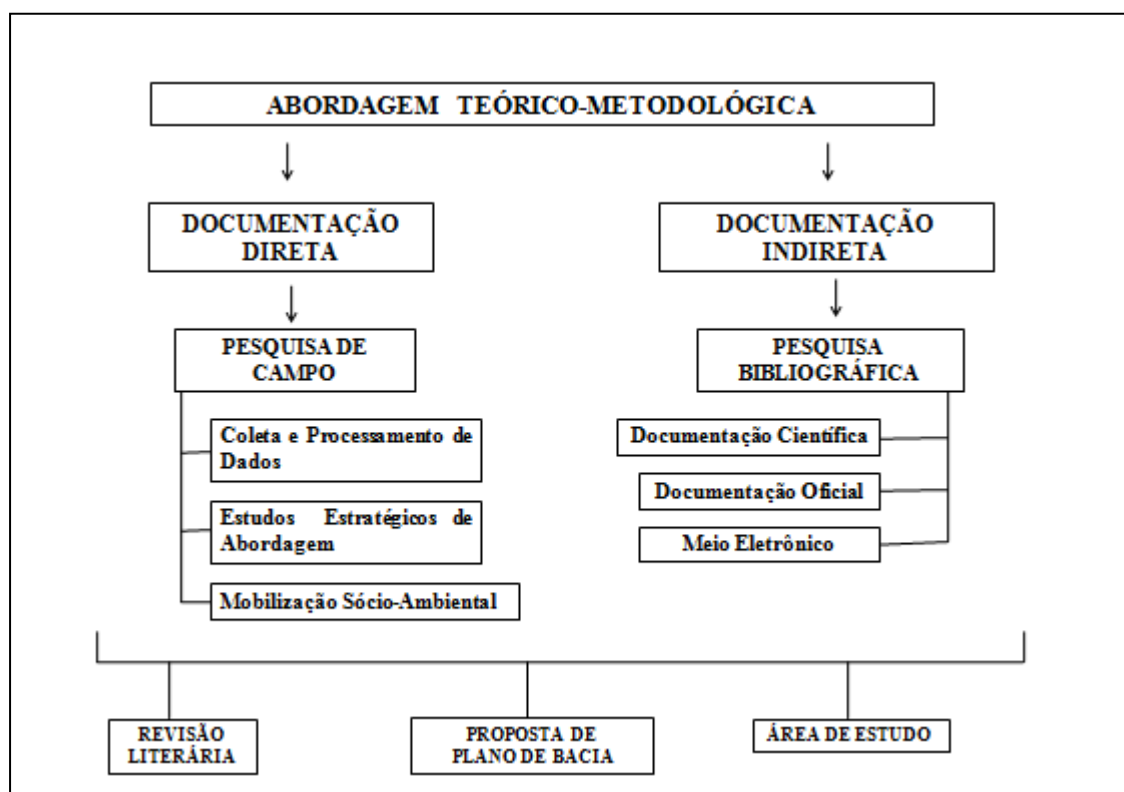 ABORDAGEM TEÓRICO-METODOLÓGICA
DOCUMENTAÇÃO
DIRETA
DOCUMENTAÇÃO
INDIRETA
PESQUISA DE
CAMPO
PESQUISA
BIBLIOGRÁFICA
Coleta e Processamento de
Dados
Estudos Estratégicos de
Abordagem
Mobilização Sócio-Ambiental
Documentação Científica
Documentação Oficial
Meio Eletrônico
REVISÃO
LITERÁRIA
PROPOSTA DE
PLANO DE BACIA
ÁREA DE ESTUDO